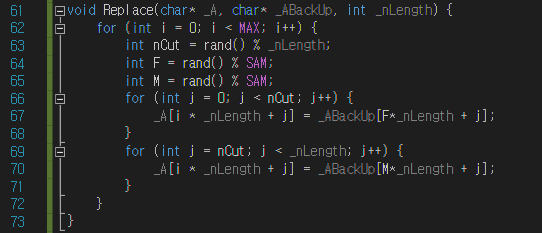 61 void Replace(char* _A, char* _ABackUp, int _nLength) {
62     for (int i = 0; i < MAX; i++) {
63         int nCut = rand() % _nLength;
64         int F = rand() % SAM;
65         int M = rand() % SAM;
66         for (int j = 0; j < nCut; j++) {
67             _A[i * _nLength + j] = _ABackUp[F*_nLength + j];
68         }
69         for (int j = nCut; j < _nLength; j++) {
70             _A[i * _nLength + j] = _ABackUp[M*_nLength + j];
71         }
72     }
73 }